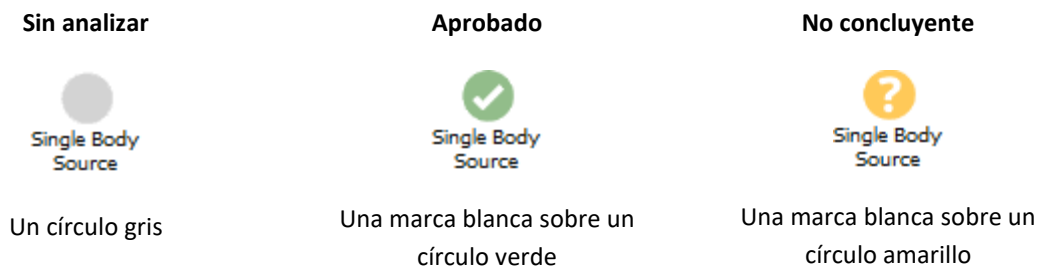 Sin analizar
Aprobado
No concluyente
Single Body
Source
Single Body
Source
Single Body
Source
Un círculo gris
Una marca blanca sobre un
círculo verde
Una marca blanca sobre un
círculo amarillo